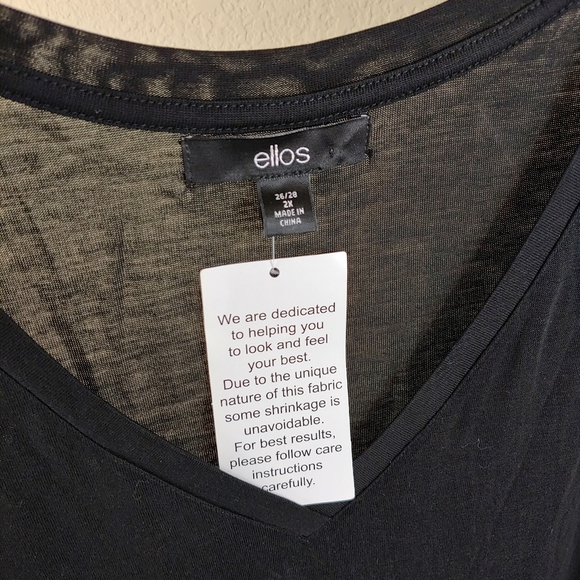 ellos
26/28
2X
MADE IN
CHINA
We are dedicated
to helping you
to look and feel
your best.
Due to the unique
nature of this fabric
some shrinkage is
unavoidable.
For best results,
please follow care
instructions
carefully.